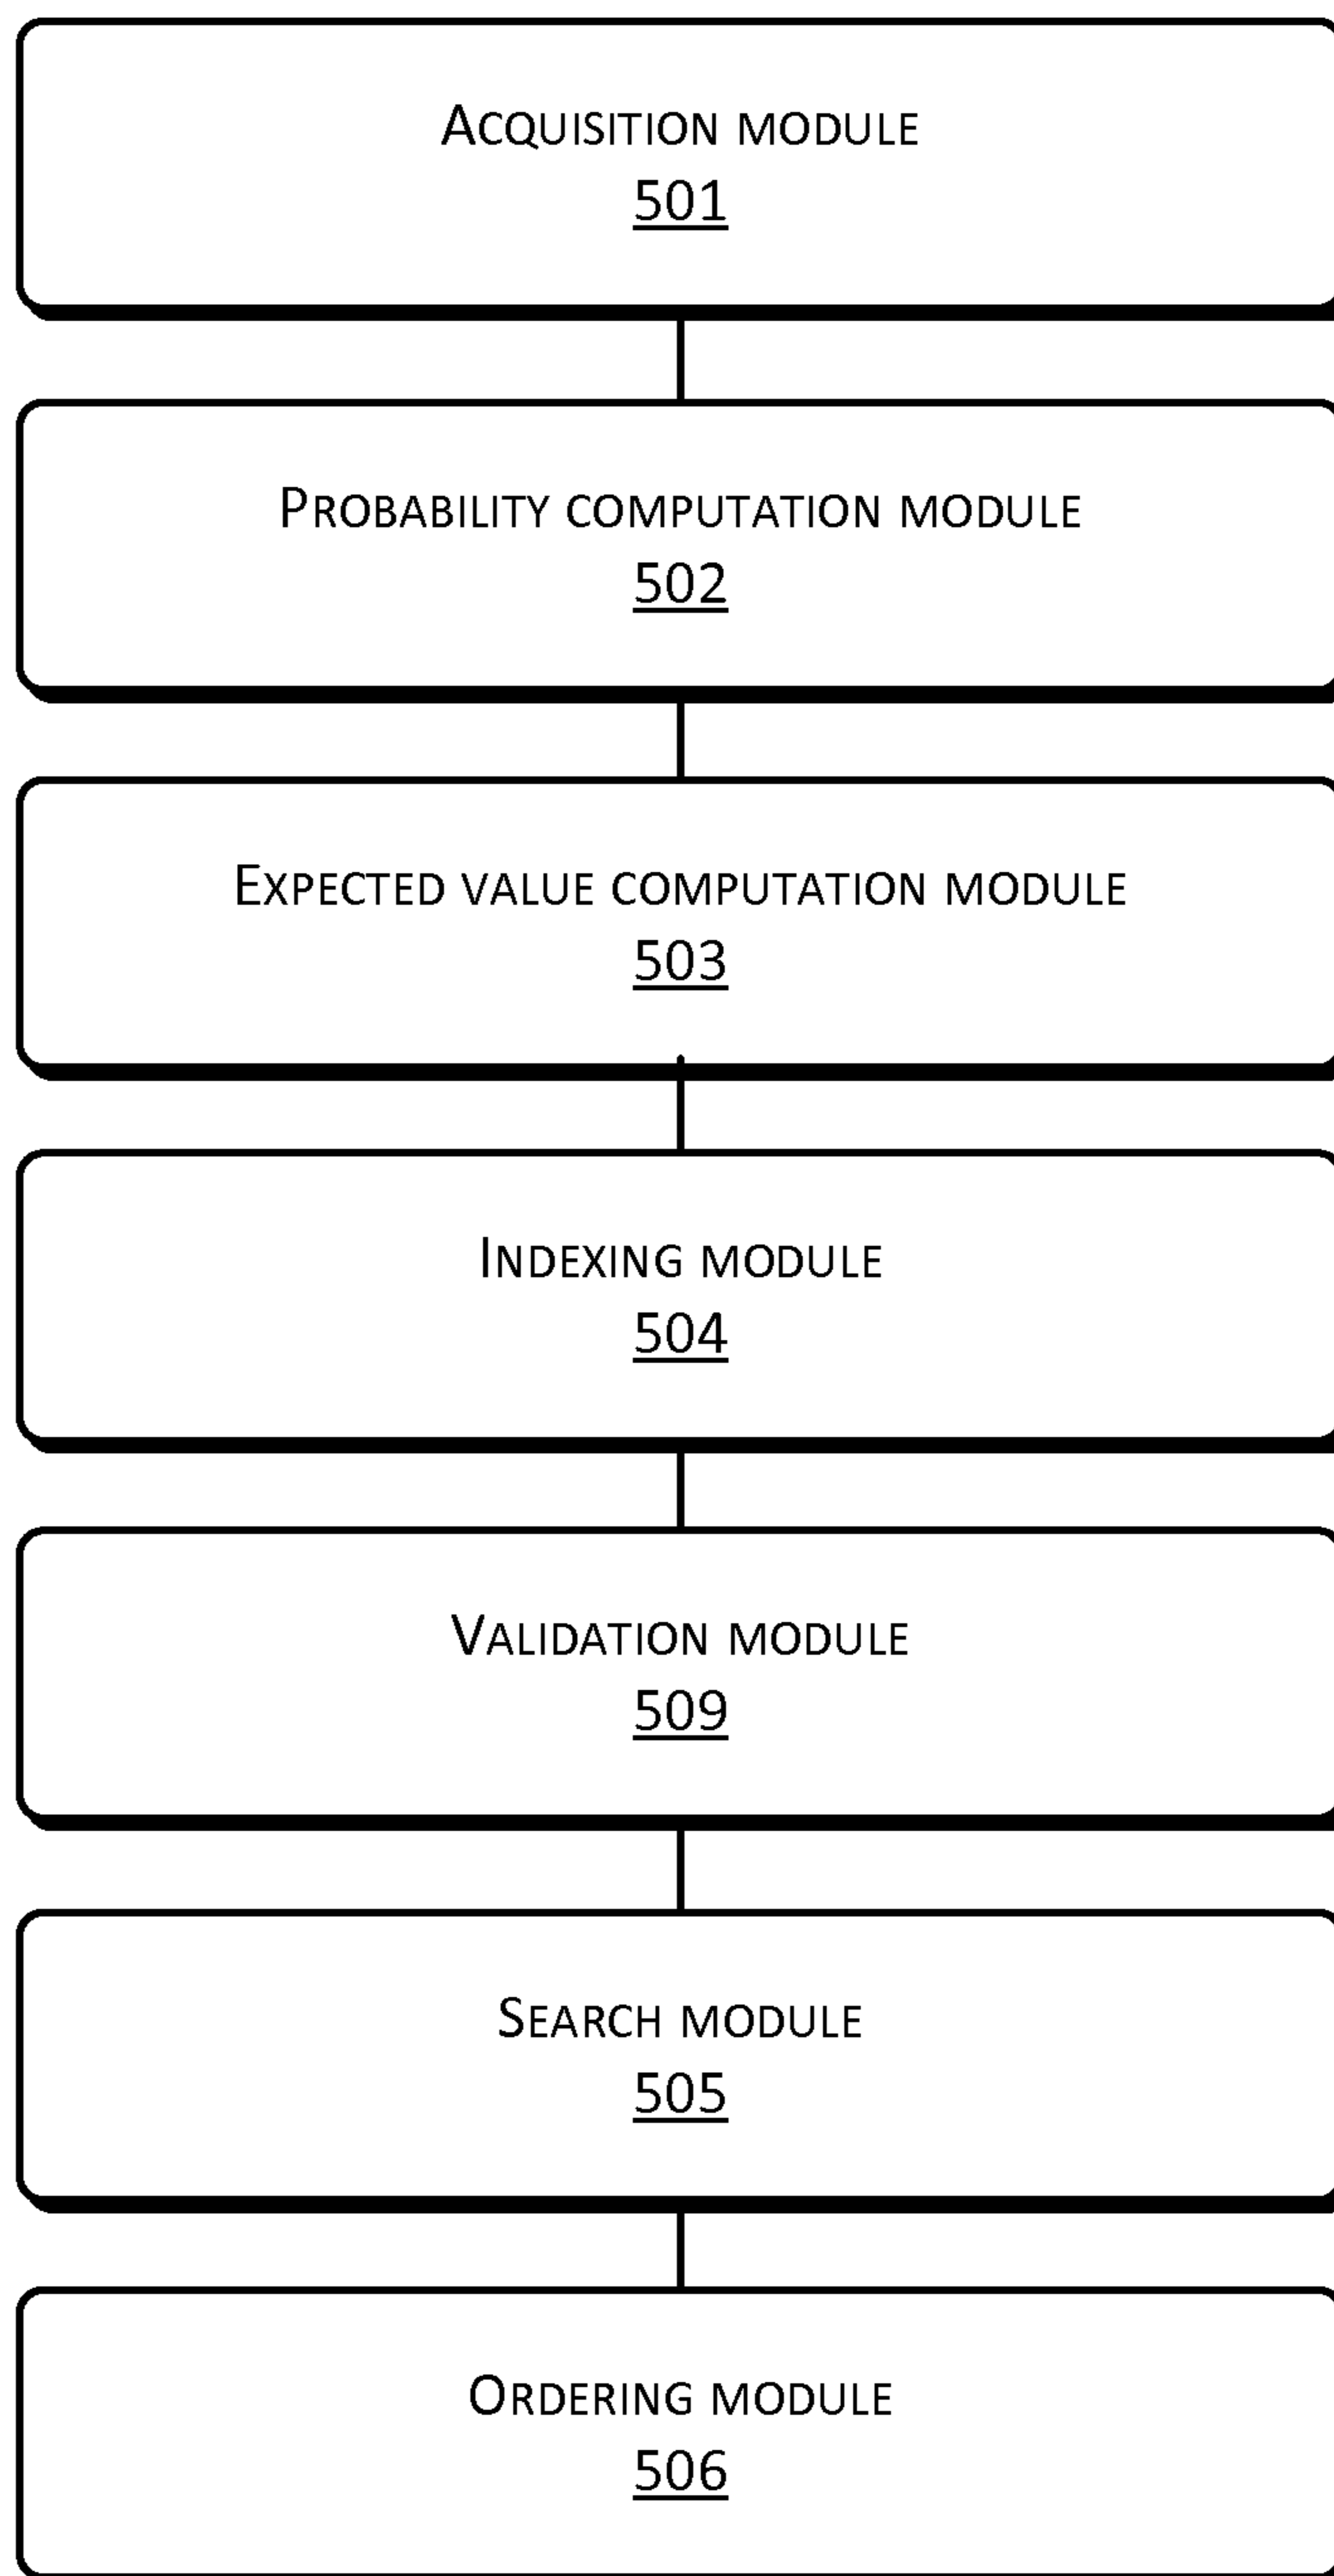 Acquisition module
501
Probability computation module
502
Expected value computation module
503
Indexing module
504
Validation module
509
Search module
505
Ordering module
506